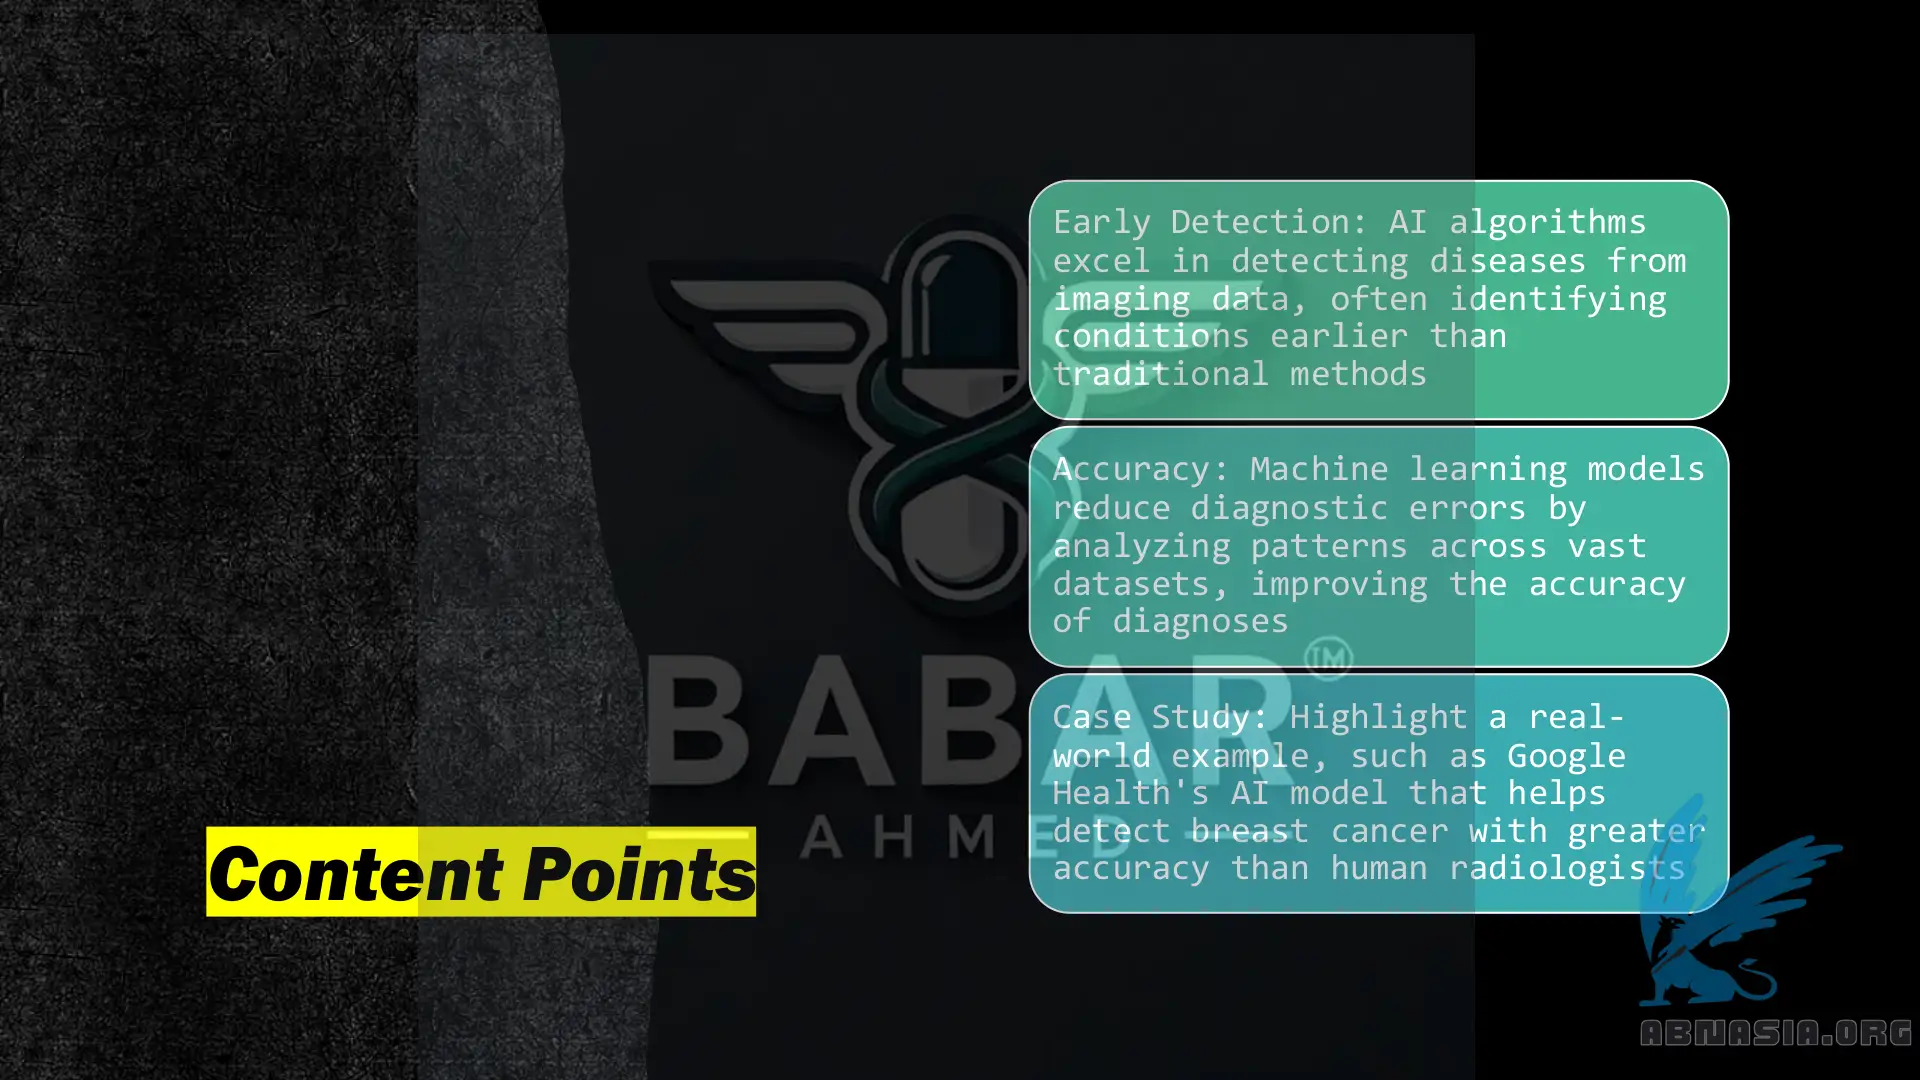 Early Detection: AI algorithms
excel in detecting diseases from
imaging data, often identifying
conditions earlier than
traditional methods
Accuracy: Machine learning models
reduce diagnostic errors by
analyzing patterns across vast
datasets, improving the accuracy
of diagnoses
Case Study: Highlight a real-
world example, such as Google
Health's AI model that helps
detect breast cancer with greater
accuracy than human radiologists
Content Points
BABAR™
AHMED
ABNASIA.ORG